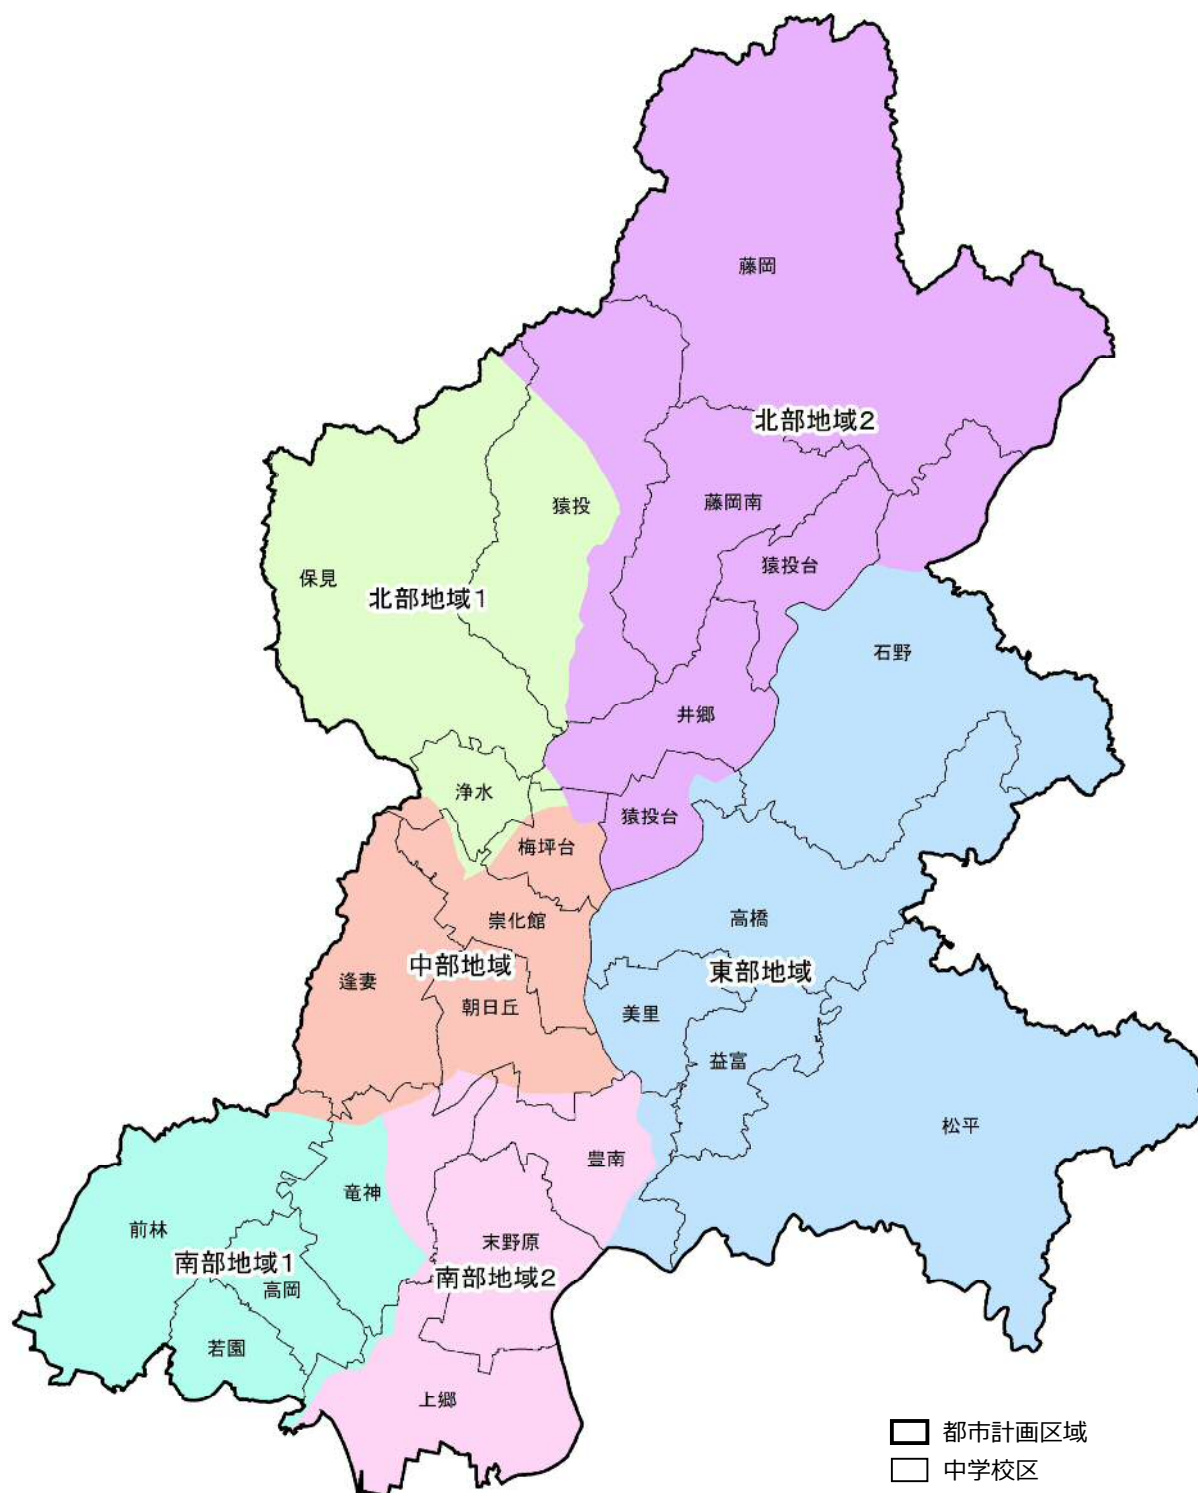 藤岡
北部地域2
藤岡南
猿投
猿投台
保見
北部地域1
石野
井郷
浄水
猿投台
梅坪台
崇化館
高橋
中部地域
東部地域
逢妻
朝日丘
美里
益富
松平
豊南
竜神
前林
末野原
南部地域1
南部地域2
高岡
若園
上郷
都市計画区域
中学校区